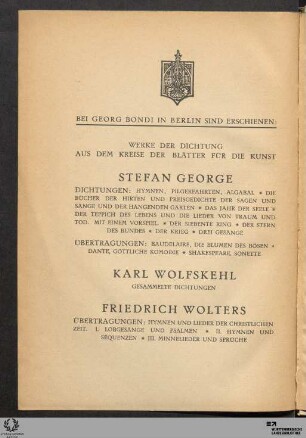 BEI GEORG BONDI IN BERLIN SIND ERSCHIENEN:
WERKE DER DICHTUNG
AUS DEM KREISE DER BLÄTTER FÜR DIE KUNST
STEFAN GEORGE
DICHTUNGEN: HYMNEN, PILGERFAHRTEN, ALGABAL • DIE
BÜCHER DER HIRTEN UND PREISGEDICHTE DER SAGEN UND
SÄNGE UND DER HÄNGENDEN GÄRTEN • DAS JAHR DER SEELE •
DER TEPPICH DES LEBENS UND DIE LIEDER VON TRAUM UND
TOD, MIT EINEM VORSPIEL • DER SIEBENTE RING • DER STERN
DES BUNDES • DER KRIEG • DREI GESÄNGE
ÜBERTRAGUNGEN: BAUDELAIRE, DIE BLUMEN DES BÖSEN •
DANTE, GÖTTLICHE KOMÖDIE • SHAKESPEARE, SONETTE
KARL WOLFSKEHL
GESAMMELTE DICHTUNGEN
FRIEDRICH WOLTERS
ÜBERTRAGUNGEN: HYMNEN UND LIEDER DER CHRISTLICHEN
ZEIT. I. LOBGESÄNGE UND PSALMEN • II. HYMNEN UND
SEQUENZEN • III. MINNELIEDER UND SPRÜCHE
WÜRTTEMBERGISCHE
LANDESBIBLIOTHEK